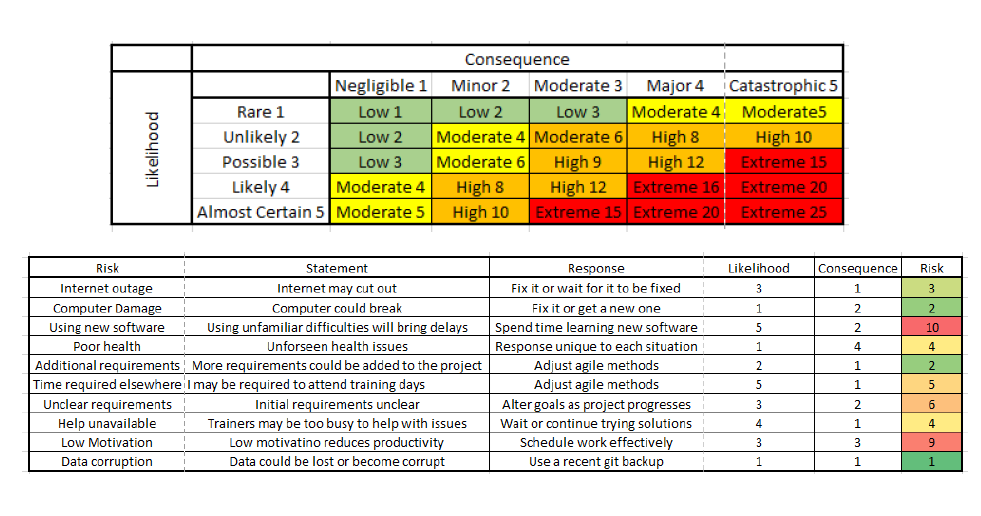 Consequence
Likelihood
Negligible 1 Minor 2 Moderate 3 Major 4 Catastrophic 5
Rare 1 Low 1 Low 2 Low 3 Moderate 4 Moderate5
Unlikely 2 Low 2 Moderate 4 Moderate 6 High 8 High 10
Possible 3 Low 3 Moderate 6 High 9 High 12 Extreme 15
Likely 4 Moderate 4 High 8 High 12 Extreme 16 Extreme 20
Almost Certain 5 Moderate 5 High 10 Extreme 15 Extreme 20 Extreme 25
Risk Statement Response Likelihood Consequence Risk
Internet outage Internet may cut out Fix it or wait for it to be fixed 3 1 3
Computer Damage Computer could break Fix it or get a new one 1 2 2
Using new software Using unfamiliar difficulties will bring delays Spend time learning new software 5 2 10
Poor health Unforseen health issues Response unique to each situation 1 4 4
Additional requirements More requirements could be added to the project Adjust agile methods 2 1 2
Time required elsewhere I may be required to attend training days Adjust agile methods 5 1 5
Unclear requirements Initial requirements unclear Alter goals as project progresses 3 2 6
Help unavailable Trainers may be too busy to help with issues Wait or continue trying solutions 4 1 4
Low Motivation Low motivatino reduces productivity Schedule work effectively 3 3 9
Data corruption Data could be lost or become corrupt Use a recent git backup 1 1 1